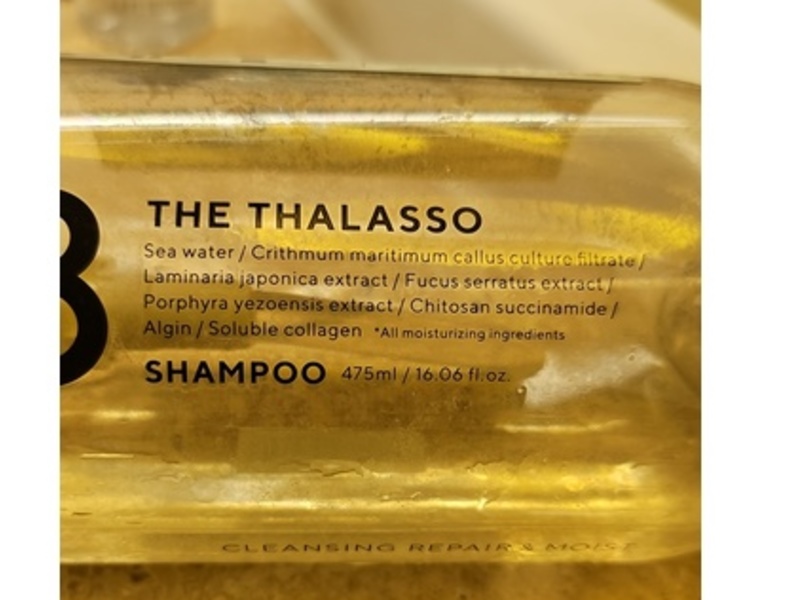 8
THE THALASSO
Sea water / Crithmum maritimum callus culture filtrate /
Laminaria japonica extract / Fucus serratus extract /
Porphyra yezoensis extract / Chitosan succinamide /
Algin / Soluble collagen *All moisturizing ingredients
SHAMPOO 475ml / 16.06 fl.oz.
CLEANSING REPAIR & MOIST